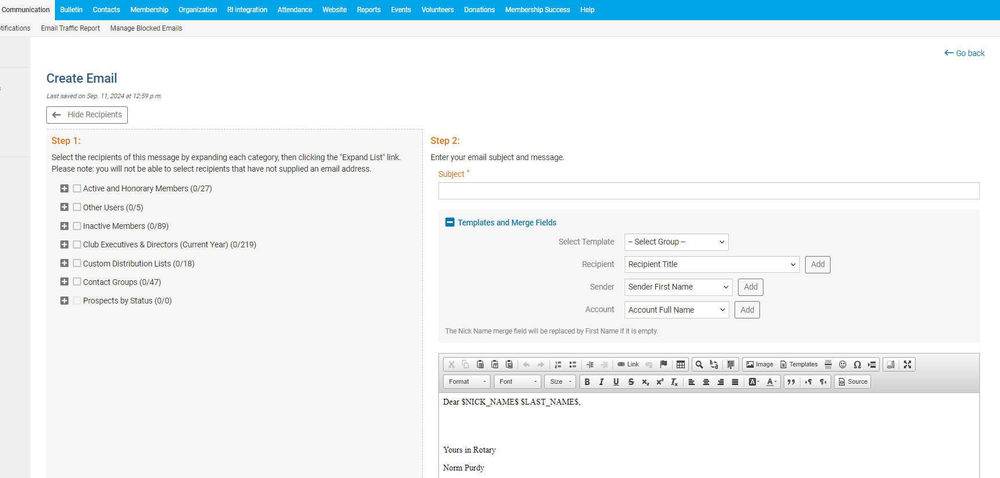 Communication Bulletin Contacts Membership Organization RI integration Attendance Website Reports Events Volunteers Donations Membership Success Help
tifications Email Traffic Report Manage Blocked Emails
Go back
Create Email
Last saved on Sep. 11, 2024 at 12:59 p.m.
Hide Recipients
Step 1:
Select the recipients of this message by expanding each category, then clicking the "Expand List" link.
Please note: you will not be able to select recipients that have not supplied an email address.
Active and Honorary Members (0/27)
Other Users (0/5)
Inactive Members (0/89)
Club Executives & Directors (Current Year) (0/219)
Custom Distribution Lists (0/18)
Contact Groups (0/47)
Prospects by Status (0/0)
Step 2:
Enter your email subject and message.
Subject *
Templates and Merge Fields
Select Template -- Select Group --
Recipient Recipient Title Add
Sender Sender First Name Add
Account Account Full Name Add
The Nick Name merge field will be replaced by First Name if it is empty.
Link Image Templates
Format Font Size Source
Dear $NICK_NAME$ $LAST_NAME$,
Yours in Rotary
Norm Purdy